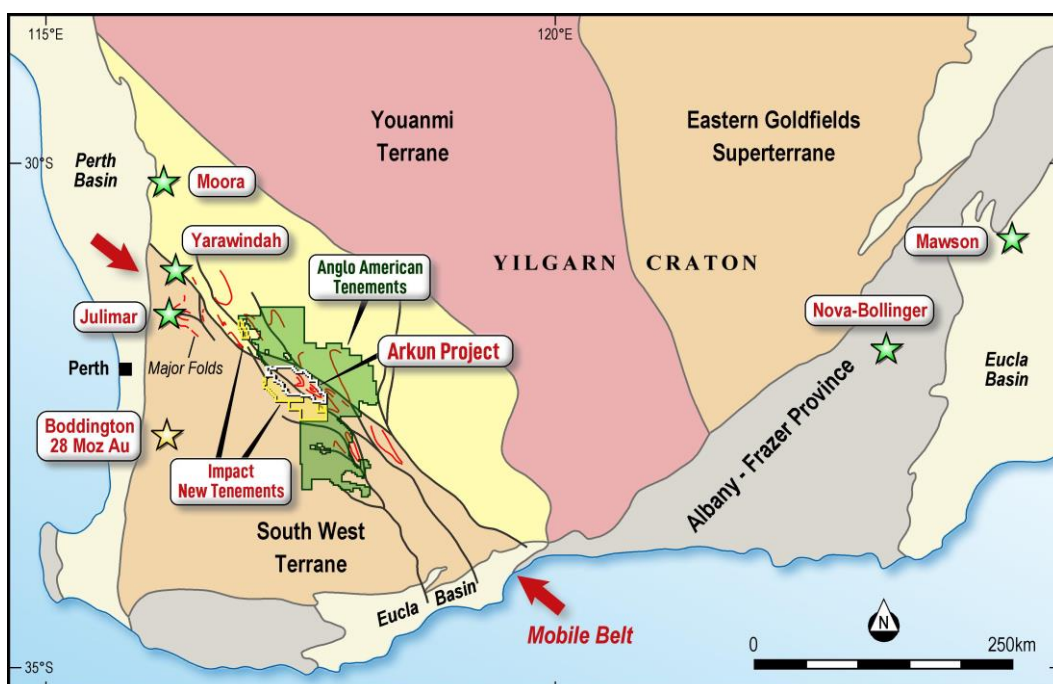 115°E
120°E
30°S
35°S
Perth
Basin
Moora
Yarawindah
Julimar
Perth
Major Folds
Boddington
28 Moz Au
Impact
New Tenements
Anglo American
Tenements
Arkun Project
South West
Terrane
Youanmi
Terrane
Eastern Goldfields
Superterrane
YILGARN CRATON
Mawson
Nova-Bollinger
Eucla
Basin
Albany - Frazer Province
Eucla Basin
Mobile Belt
N
0 250km